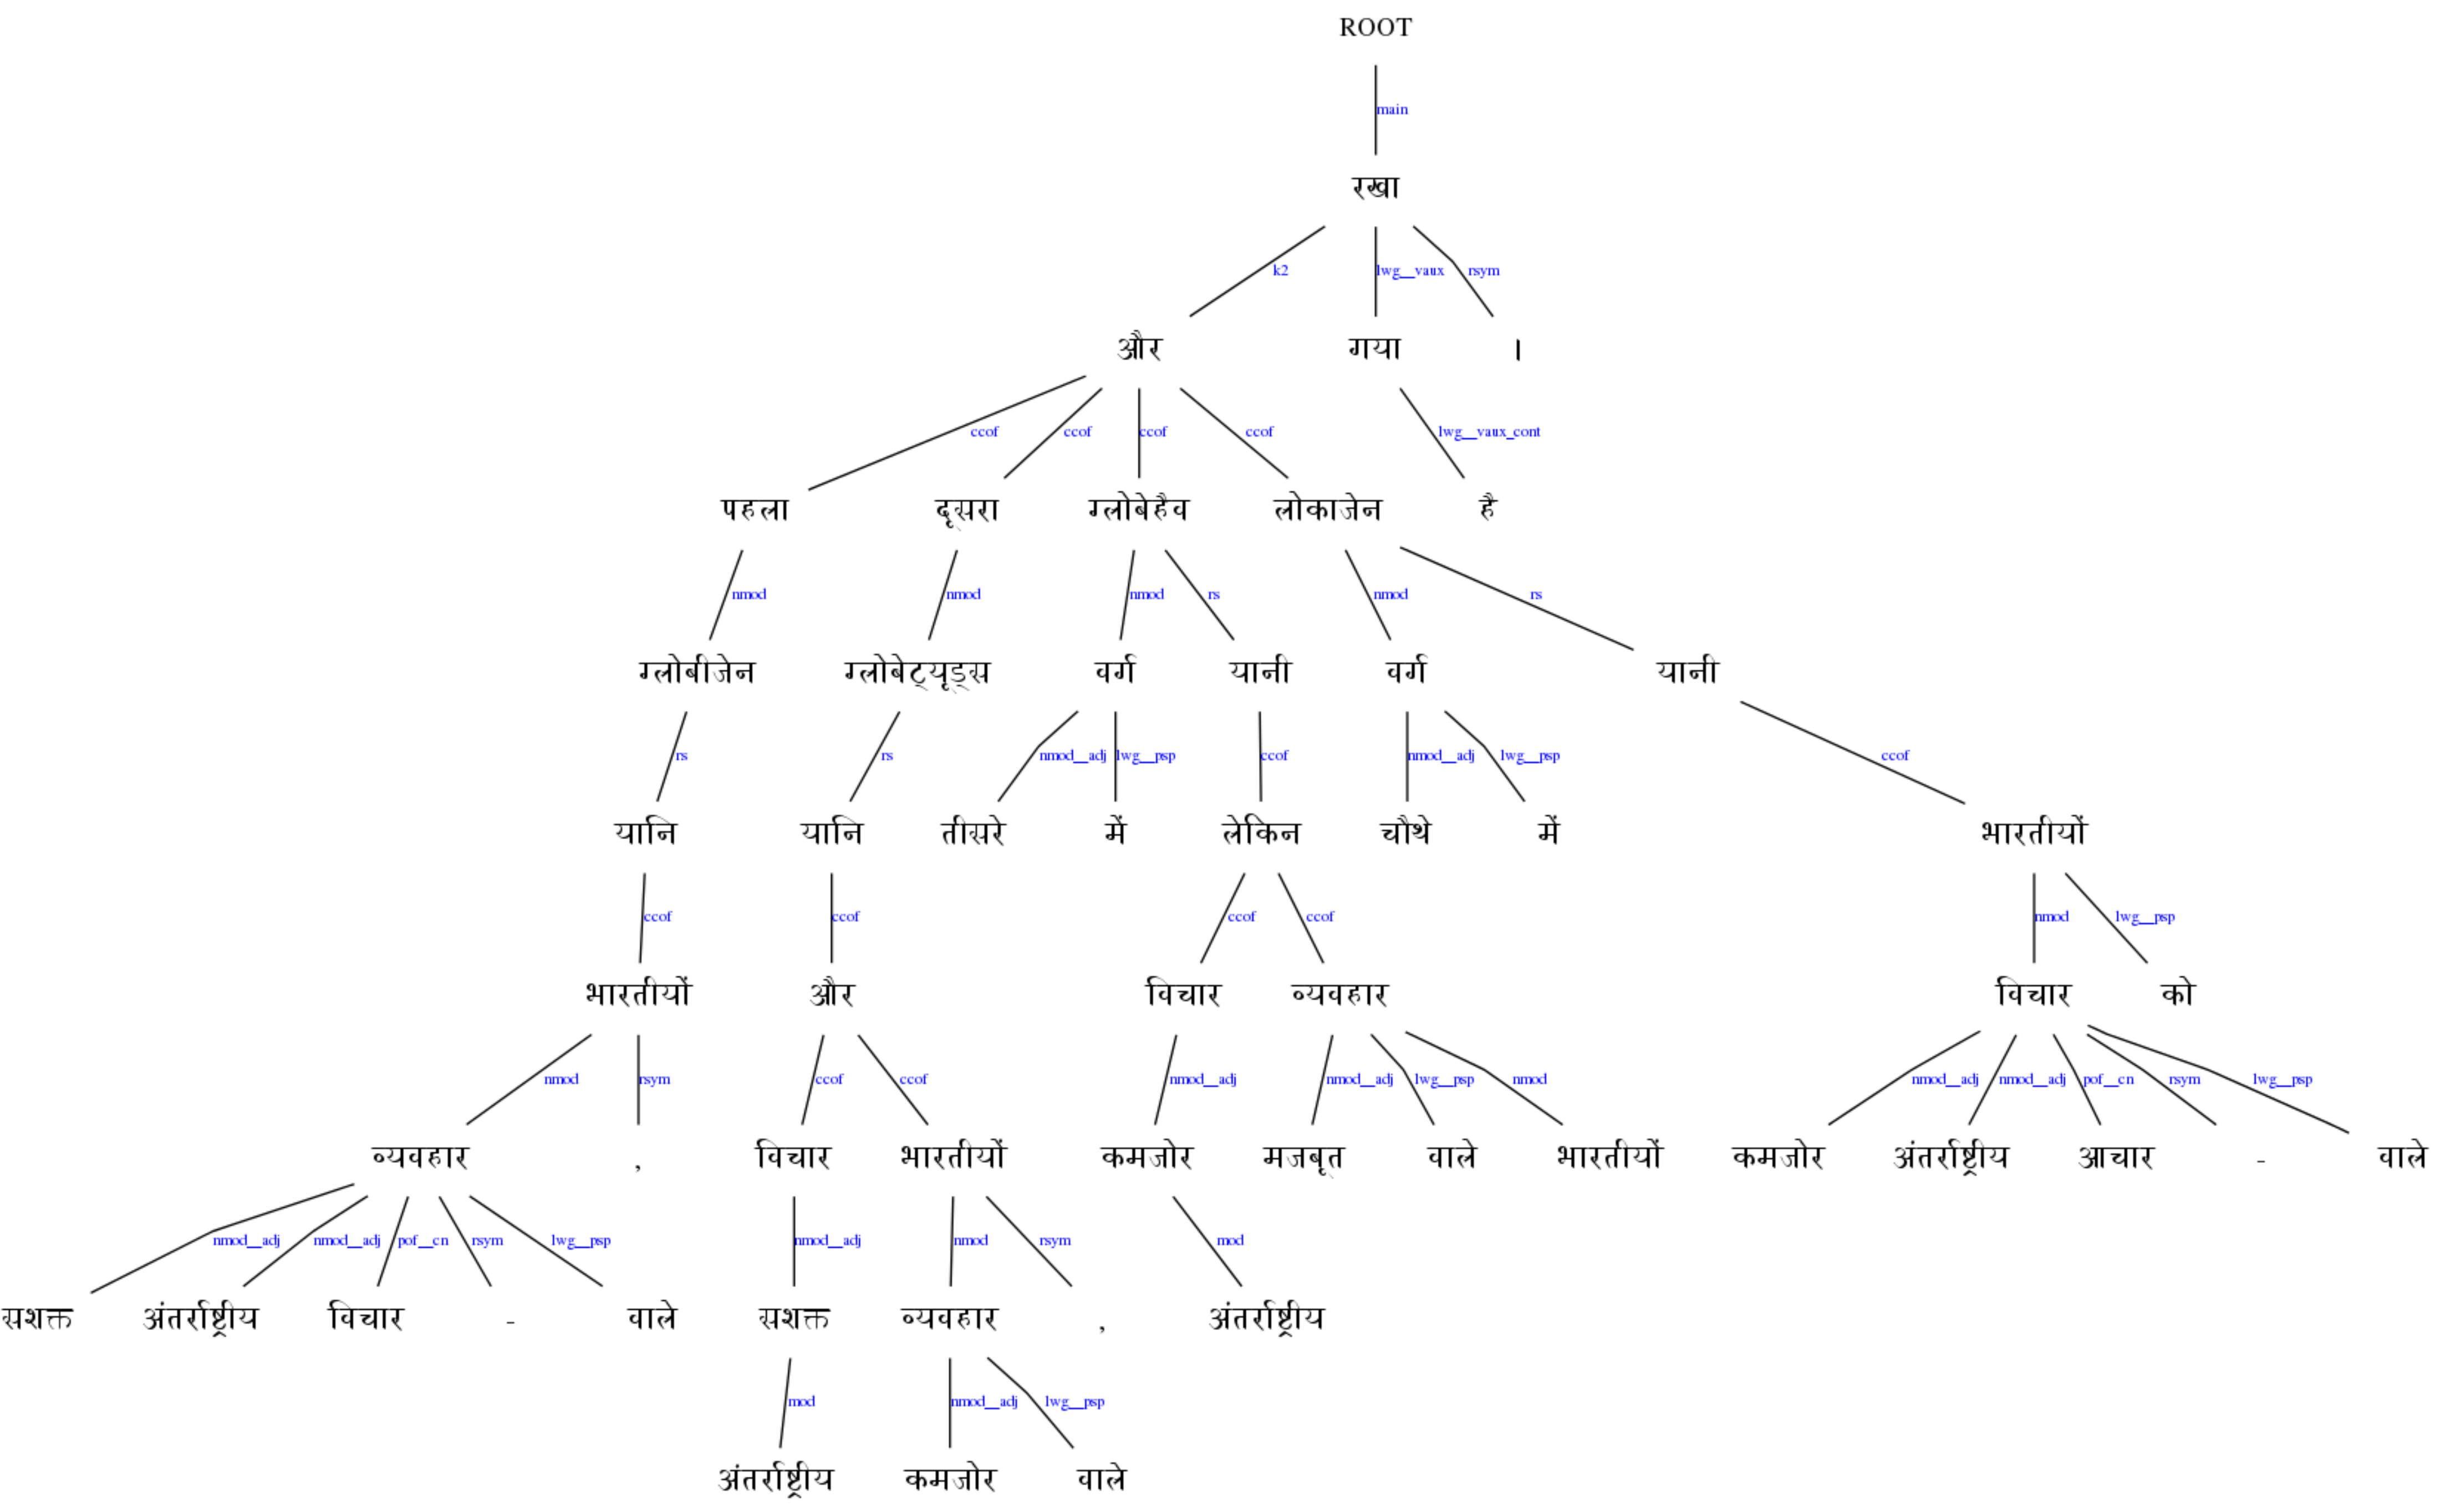 ROOT
main
रखा
k2 lwg__vaux rsym
और गया ।
ccof ccof ccof ccof lwg__vaux_cont
पहला दूसरा ग्लोबेहैव लोकाजेन है
nmod nmod nmod rs nmod rs
ग्लोबीजेन ग्लोबेट्यूड्स वर्ग यानी वर्ग यानी
rs rs nmod__adj lwg__psp ccof nmod__adj lwg__psp ccof
यानि यानि तीसरे में लेकिन चौथे में भारतीयों
ccof ccof ccof ccof nmod lwg__psp
भारतीयों और विचार व्यवहार विचार को
nmod rsym ccof ccof nmod__adj nmod__adj lwg__psp nmod nmod__adj nmod__adj pof__cn rsym lwg__psp
व्यवहार , विचार भारतीयों कमजोर मजबूत वाले भारतीयों कमजोर अंतर्राष्ट्रीय आचार - वाले
nmod__adj nmod__adj pof__cn rsym lwg__psp nmod__adj nmod rsym mod
सशक्त अंतर्राष्ट्रीय विचार - वाले सशक्त व्यवहार , अंतर्राष्ट्रीय
mod nmod__adj lwg__psp
अंतर्राष्ट्रीय कमजोर वाले